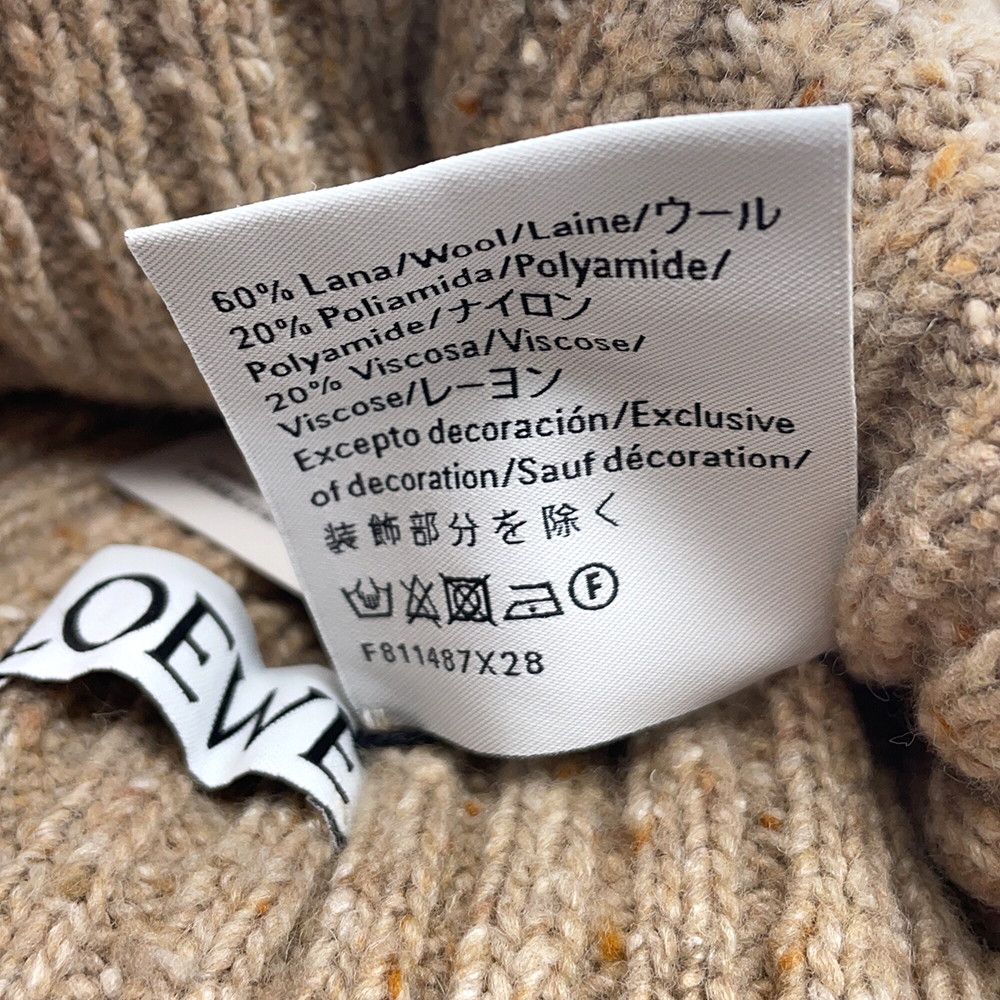 60% Lana/Wool/Laine/ウール
20% Poliamida/Polyamide/
Polyamide/ナイロン
20% Viscosa/Viscose/
Viscose/レーヨン
Excepto decoración/Exclusive
of decoration/Sauf décoration/
装飾部分を除く
F
F811487X28
LOEWE